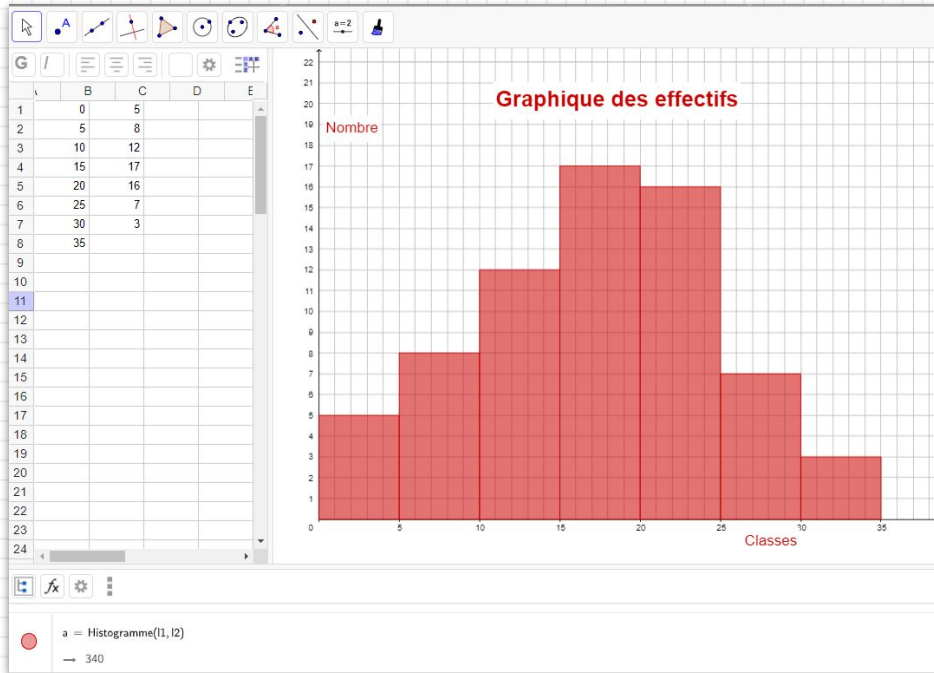 A
a=2
G I
B C D E
1 0 5
2 5 8
3 10 12
4 15 17
5 20 16
6 25 7
7 30 3
8 35
9
10
11
12
13
14
15
16
17
18
19
20
21
22
23
24
Graphique des effectifs
Nombre
22
21
20
19
18
17
16
15
14
13
12
11
10
9
8
7
6
5
4
3
2
1
0 5 10 15 20 25 30 35
Classes
fx
a = Histogramme(l1, l2)
→ 340